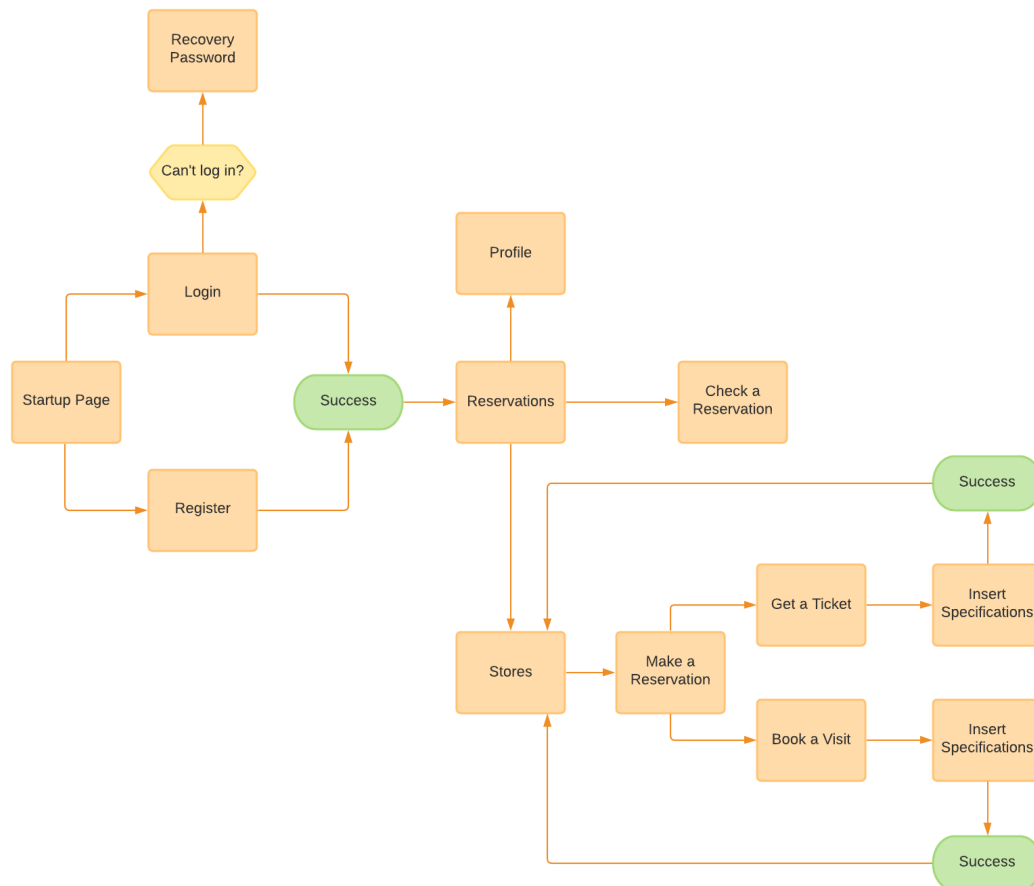 Recovery
Password
Can't log in?
Profile
Login
Startup Page
Success
Reservations
Check a
Reservation
Register
Success
Get a Ticket
Insert
Specifications
Stores
Make a
Reservation
Book a Visit
Insert
Specifications
Success